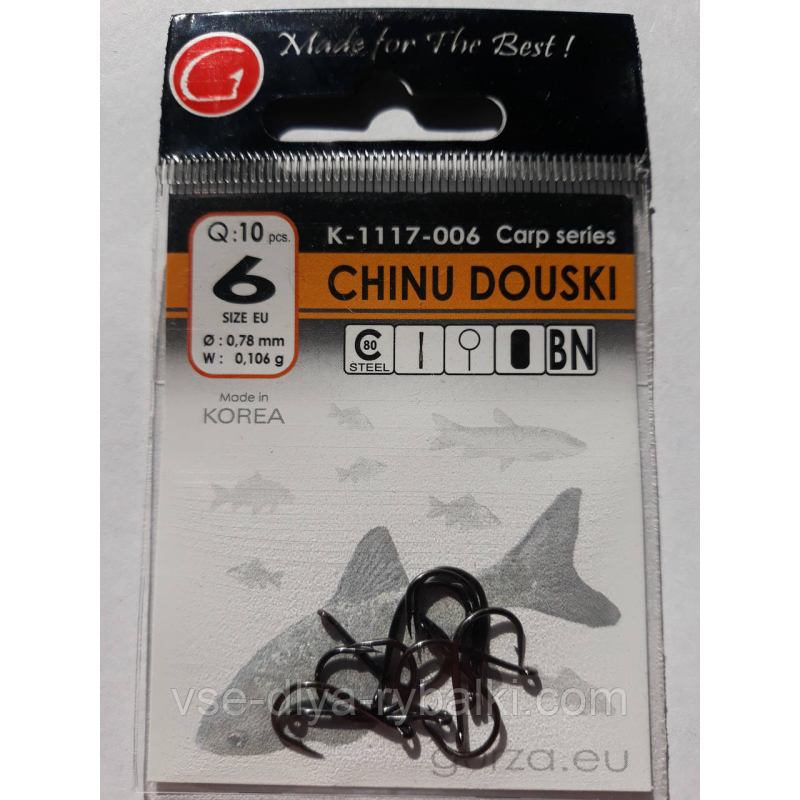 G
Made for The Best!
Q:10 pcs.
6
SIZE EU
Ø : 0,78 mm
W : 0,106 g
K-1117-006 Carp series
CHINU DOUSKI
C 80
STEEL
BN
Made in
KOREA
vse-dlya-rybalki.com
gurza.eu